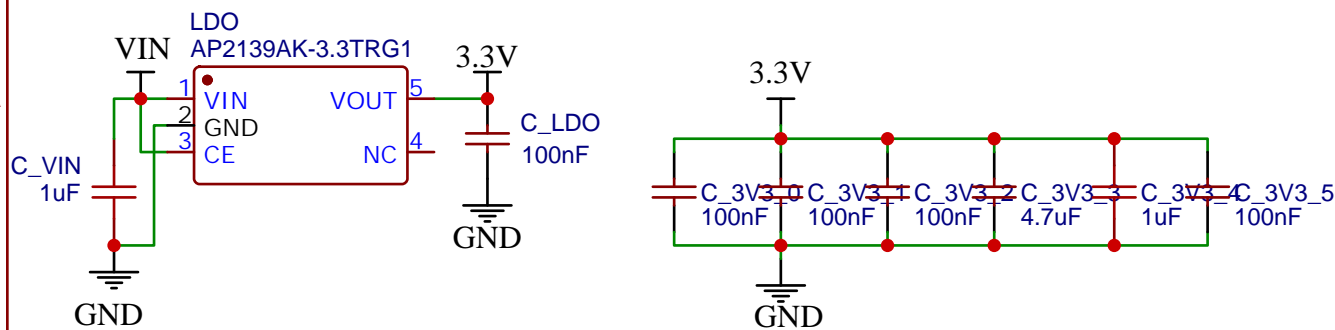 LDO
AP2139AK-3.3TRG1
VIN
1
VIN
2
GND
3
CE
VOUT
5
NC
4
C_VIN
1uF
GND
3.3V
C_LDO
100nF
GND
3.3V
C_3V3_0
100nF
C_3V3_1
100nF
C_3V3_2
100nF
C_3V3_3
4.7uF
C_3V3_4
1uF
C_3V3_5
100nF
GND